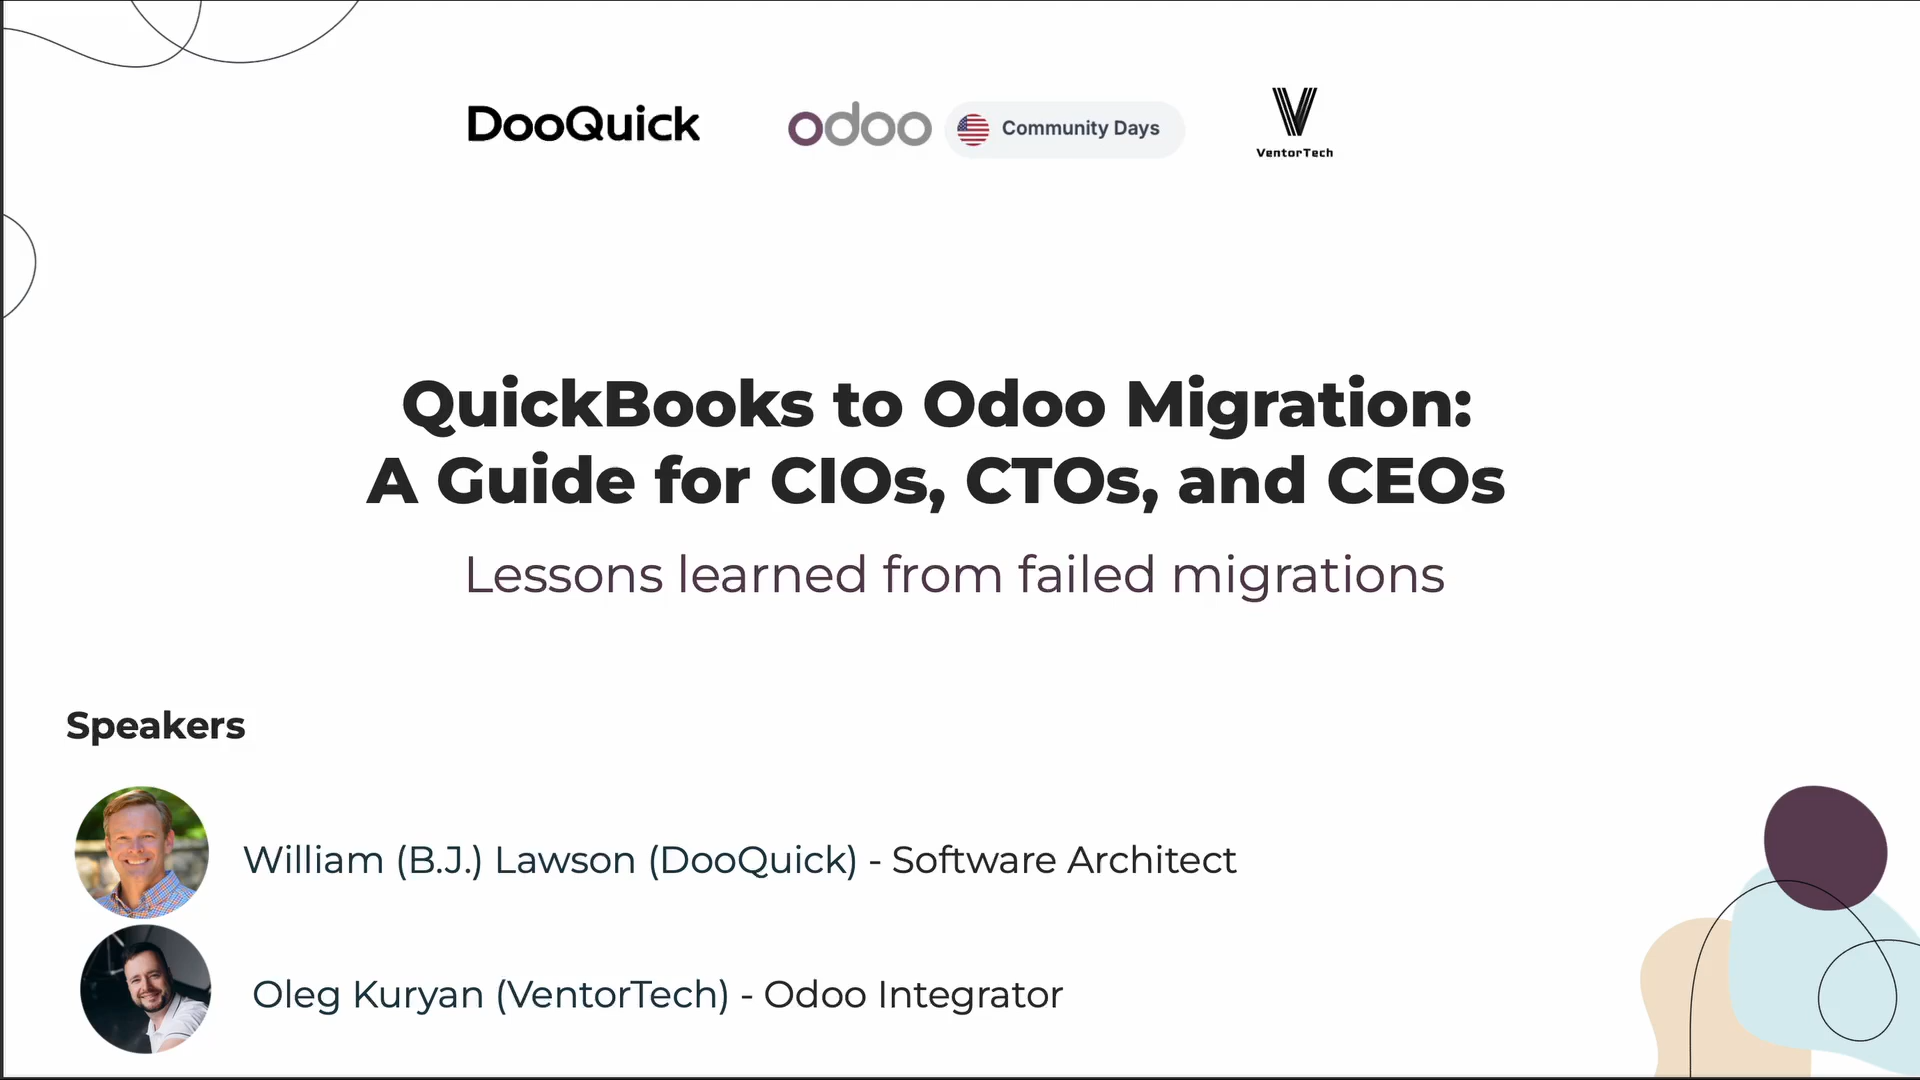 DooQuick
odoo
Community Days
V
VentorTech
QuickBooks to Odoo Migration:
A Guide for CIOs, CTOs, and CEOs
Lessons learned from failed migrations
Speakers
William (B.J.) Lawson (DooQuick) - Software Architect
Oleg Kuryan (VentorTech) - Odoo Integrator